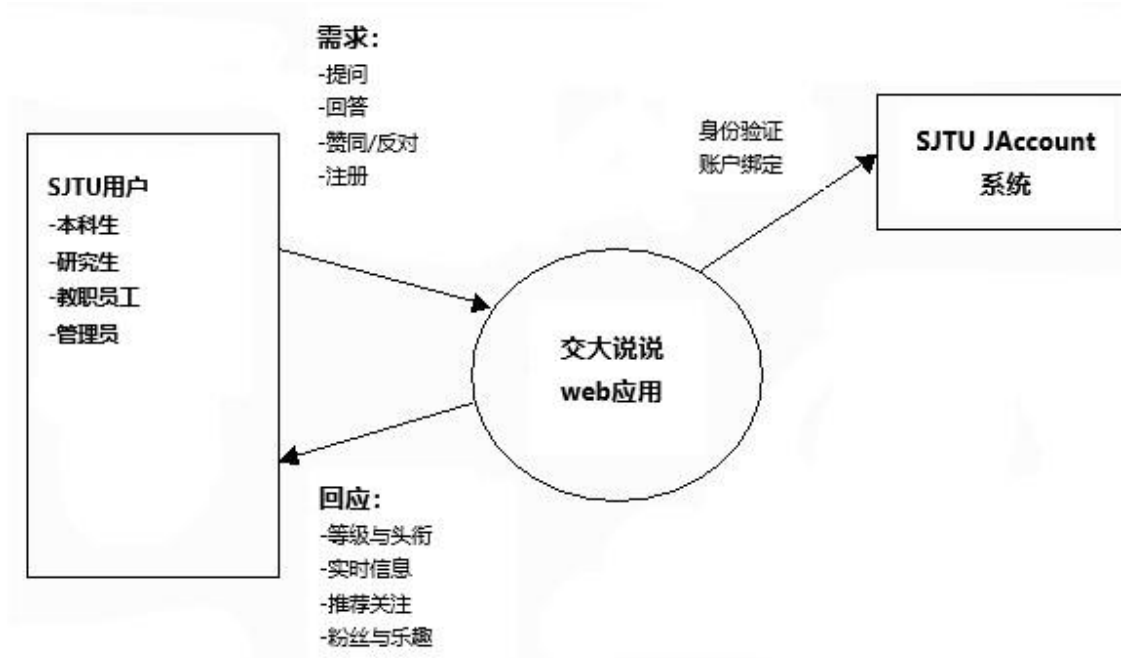 需求：
-提问
-回答
-赞同/反对
-注册
身份验证
账户绑定
SJTU JAccount
系统
SJTU用户
-本科生
-研究生
-教职员工
-管理员
交大说说
web应用
回应：
-等级与头衔
-实时信息
-推荐关注
-粉丝与乐趣